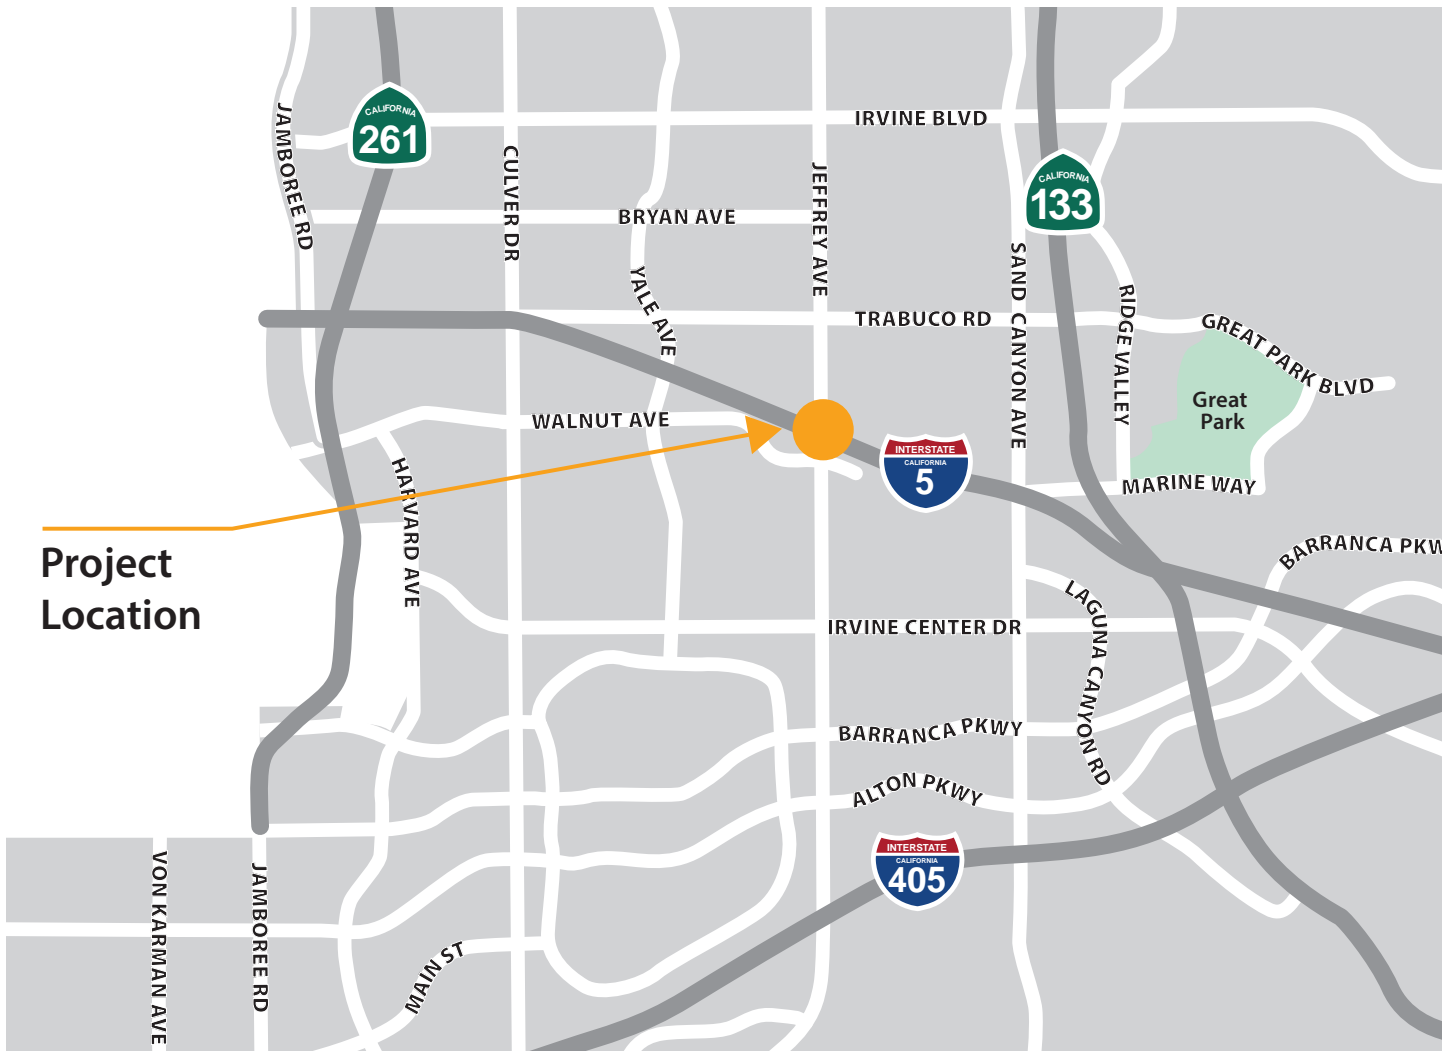 CALIFORNIA
261
JAMBOREE RD
IRVINE BLVD
CULVER DR
JEFFREY AVE
CALIFORNIA
133
BRYAN AVE
YALE AVE
SAND CANYON AVE
RIDGE VALLEY
TRABUCO RD
GREAT PARK BLVD
Great
Park
WALNUT AVE
INTERSTATE
CALIFORNIA
5
MARINE WAY
HARVARD AVE
Project
Location
BARRANCA PKW
LAGUNA CANYON RD
IRVINE CENTER DR
BARRANCA PKWY
ALTON PKWY
INTERSTATE
CALIFORNIA
405
VON KARMAN AVE
JAMBOREE RD
MAIN ST